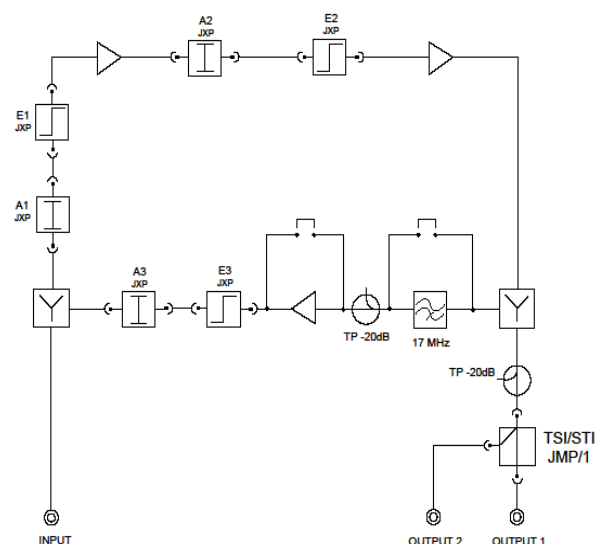 A2
JXP
E2
JXP
E1
JXP
A1
JXP
A3
JXP
E3
JXP
TP -20dB
17 MHz
TP -20dB
TSI/STI
JMP/1
INPUT
OUTPUT 2
OUTPUT 1